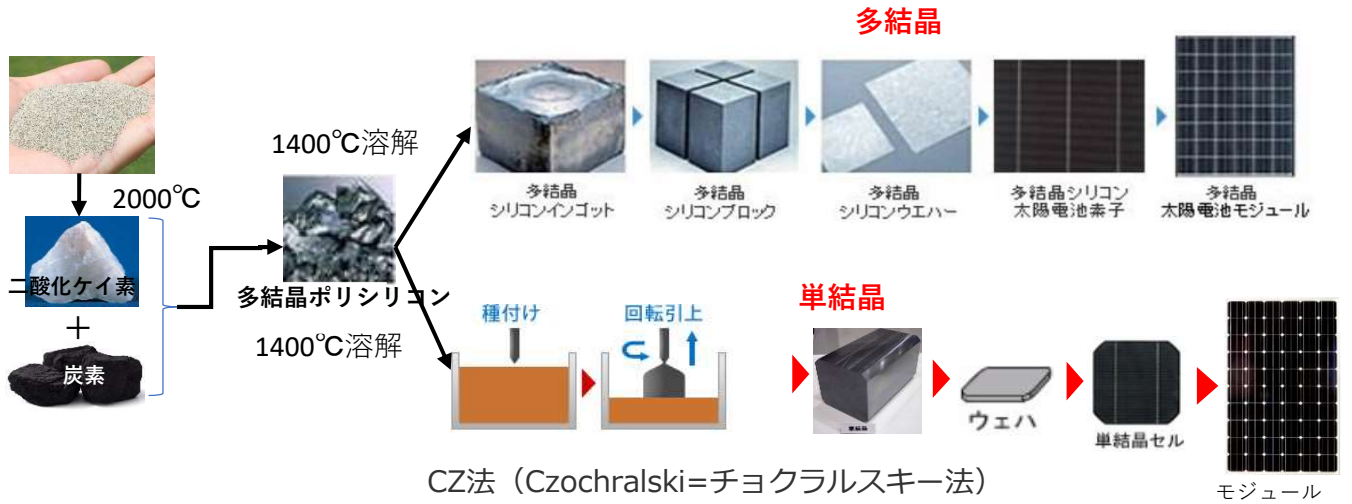 多結晶
1400℃溶解
2000℃
多結晶
シリコンインゴット
多結晶
シリコンブロック
多結晶
シリコンウエハー
多結晶シリコン
太陽電池素子
多結晶
太陽電池モジュール
二酸化ケイ素
+
炭素
多結晶ポリシリコン
1400℃溶解
単結晶
種付け
回転引上
単結晶
ウェハ
単結晶セル
モジュール
CZ法（Czochralski=チョクラルスキー法）